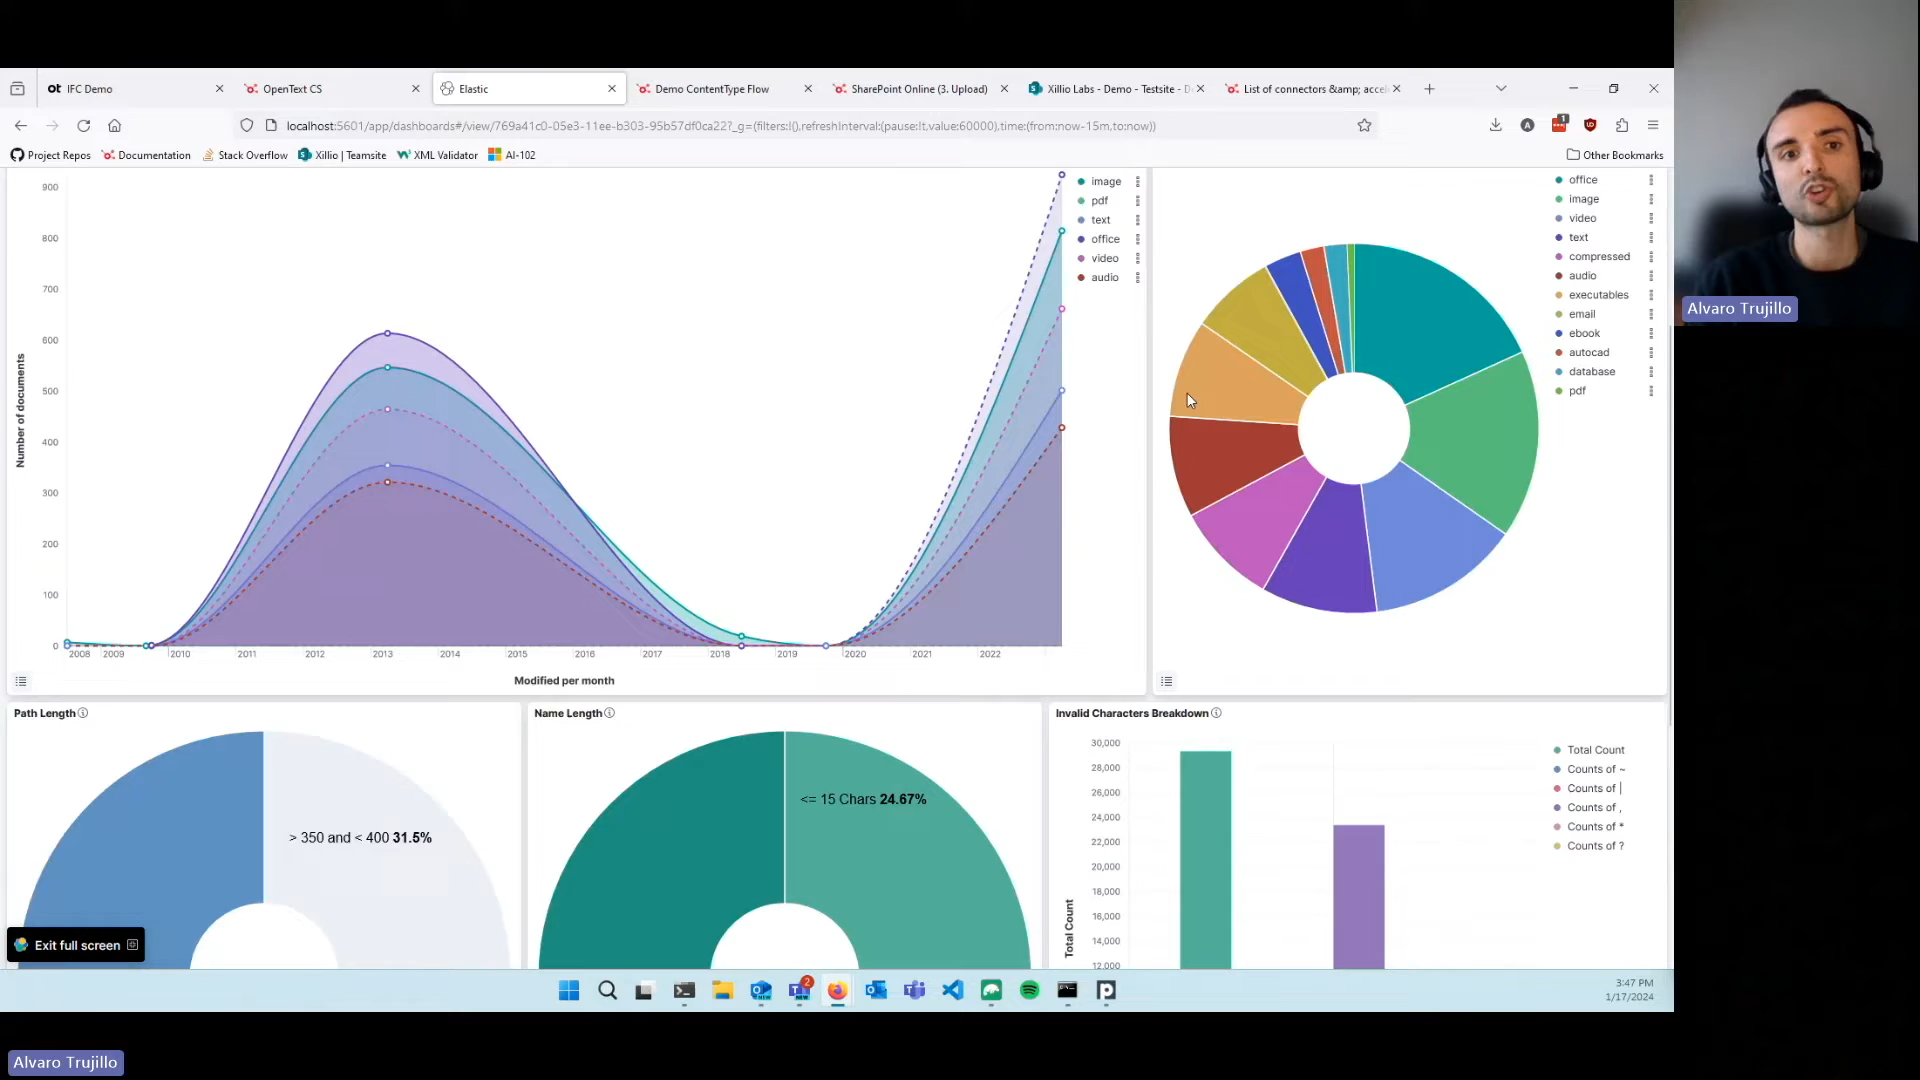 IFC Demo
OpenText CS
Elastic
Demo ContentType Flow
SharePoint Online (3. Upload)
Xillio Labs - Demo - Testsite - D
List of connectors &amp; accel
localhost:5601/app/dashboards#/view/769a41c0-05e3-11ee-b303-95b57df0ca22?_g=(filters:!(),refreshInterval:(pause:!t,value:60000),time:(from:now-15m,to:now))
Project Repos
Documentation
Stack Overflow
Xillio | Teamsite
XML Validator
AI-102
Other Bookmarks
900
800
700
600
500
400
300
200
100
0
Number of documents
2008
2009
2010
2011
2012
2013
2014
2015
2016
2017
2018
2019
2020
2021
2022
Modified per month
image
pdf
text
office
video
audio
office
image
video
text
compressed
audio
executables
email
ebook
autocad
database
pdf
Path Length
> 350 and < 400 31.5%
Name Length
<= 15 Chars 24.67%
Invalid Characters Breakdown
30,000
28,000
26,000
24,000
22,000
20,000
18,000
16,000
14,000
12,000
Total Count
Total Count
Counts of ~
Counts of |
Counts of ,
Counts of *
Counts of ?
Exit full screen
3:47 PM
1/17/2024
Alvaro Trujillo
Alvaro Trujillo